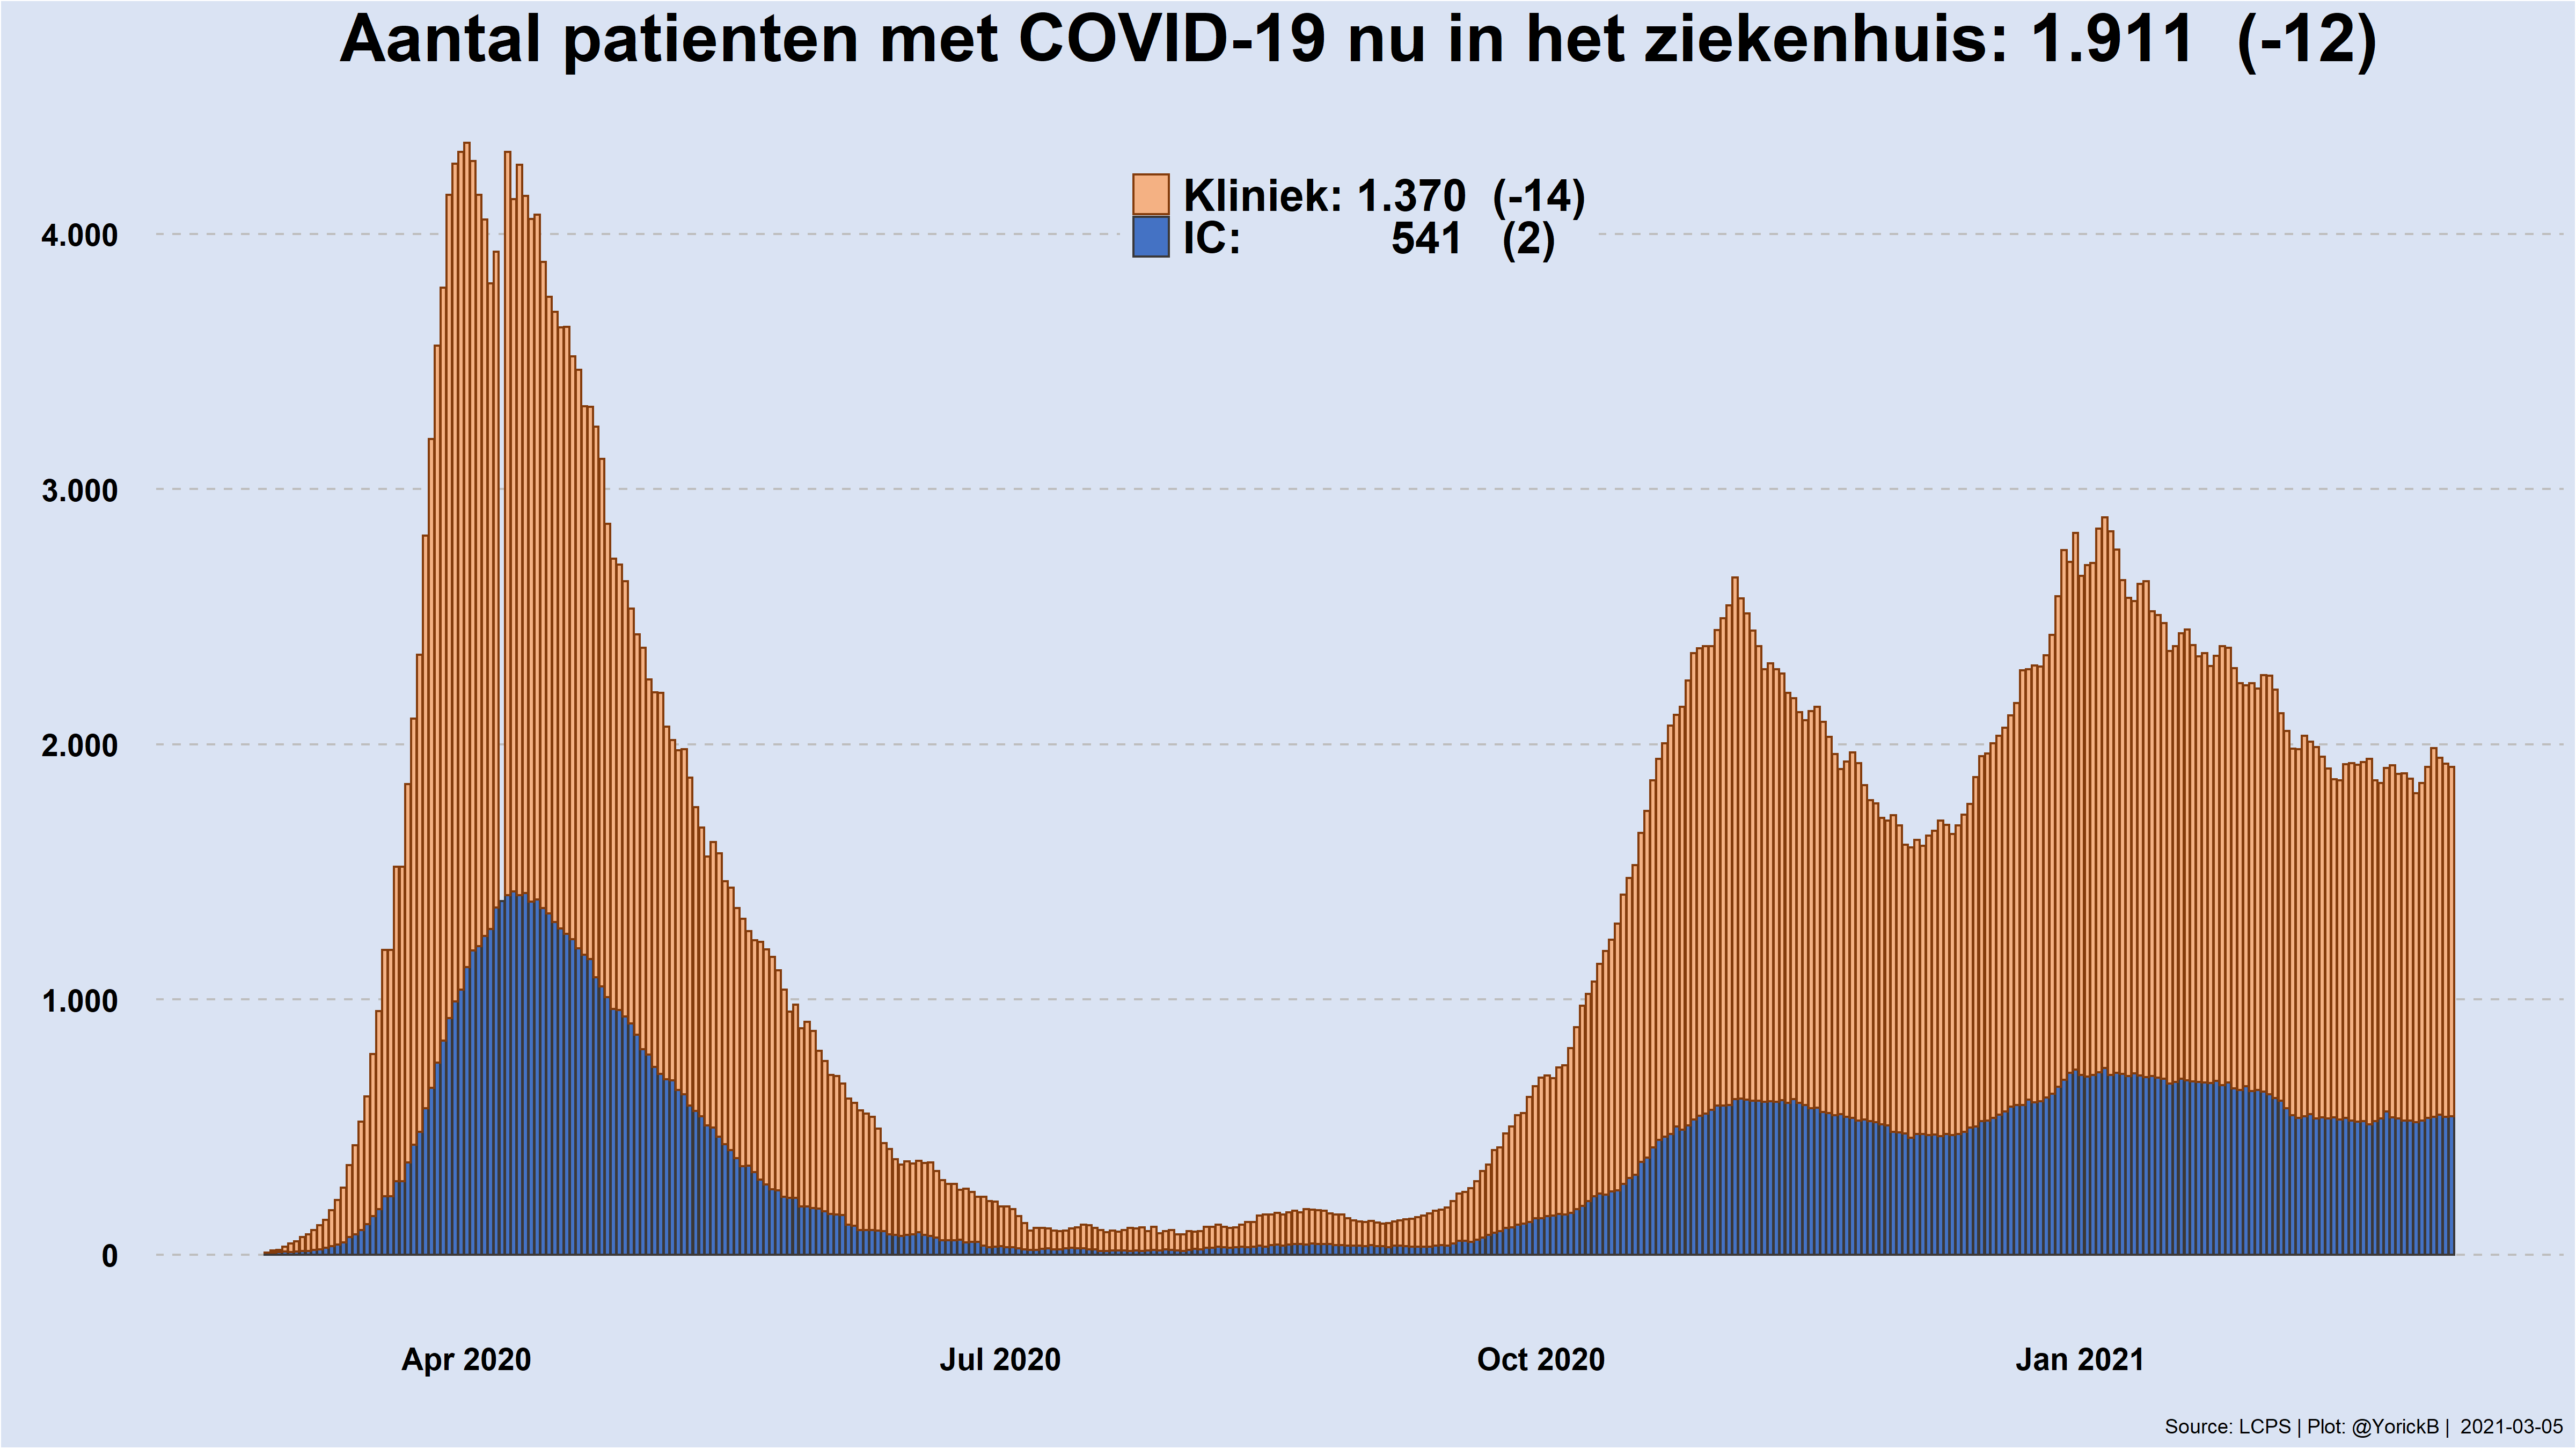 Aantal patienten met COVID-19 nu in het ziekenhuis: 1.911 (-12)
Kliniek: 1.370 (-14)
IC: 541 (2)
4.000
3.000
2.000
1.000
0
Apr 2020
Jul 2020
Oct 2020
Jan 2021
Source: LCPS | Plot: @YorickB | 2021-03-05